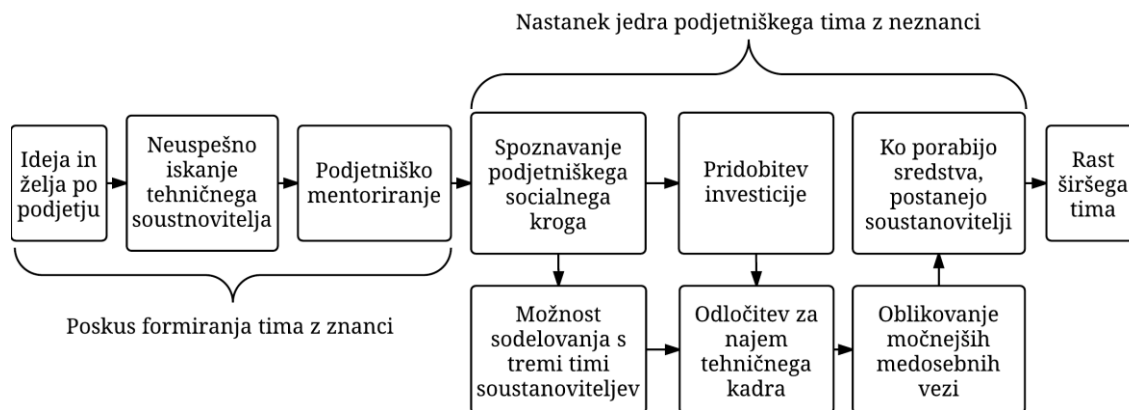 Nastanek jedra podjetniškega tima z neznanci
Ideja in
želja po
podjetju
Neuspešno
iskanje
tehničnega
soustnovitelja
Podjetniško
mentoriranje
Spoznavanje
podjetniškega
socialnega
kroga
Pridobitev
investicije
Ko porabijo
sredstva,
postanejo
soustanovitelji
Rast
širšega
tima
Poskus formiranja tima z znanci
Možnost
sodelovanja s
tremi timi
soustanoviteljev
Odločitev za
najem
tehničnega
kadra
Oblikovanje
močnejših
medosebnih
vezi